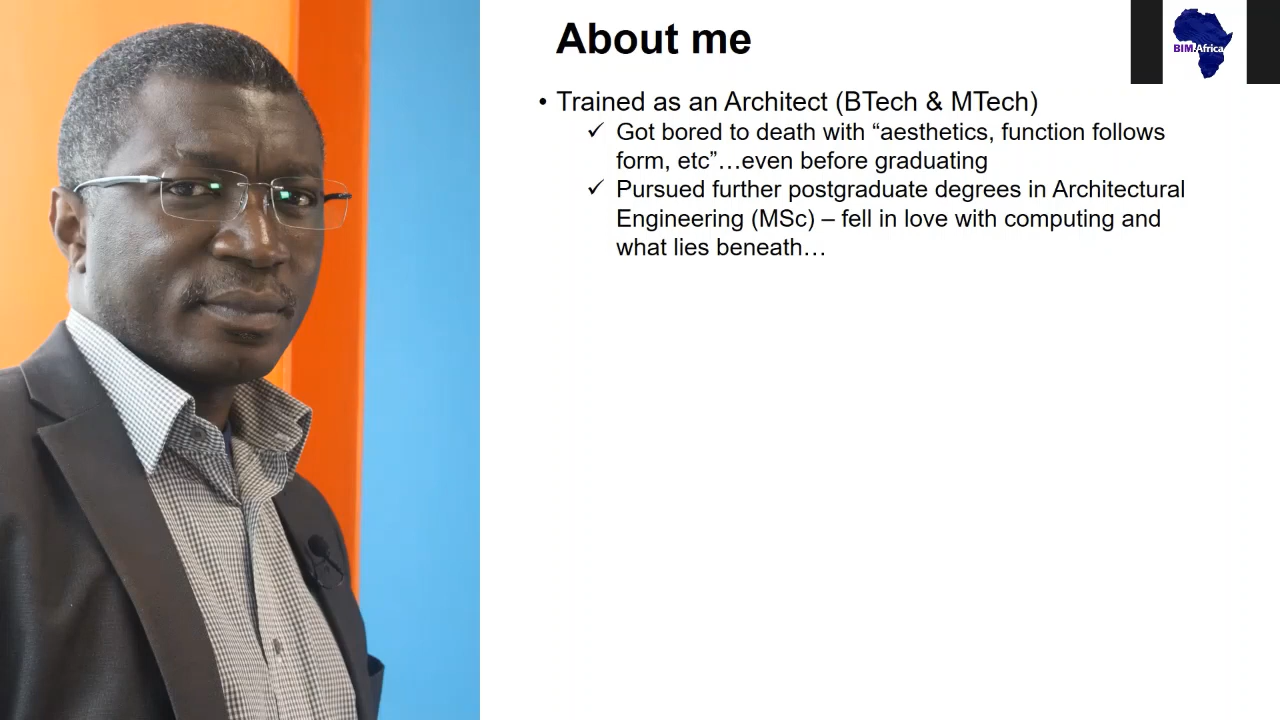 About me
BIM.Africa
• Trained as an Architect (BTech & MTech)
✓ Got bored to death with “aesthetics, function follows
form, etc”…even before graduating
✓ Pursued further postgraduate degrees in Architectural
Engineering (MSc) – fell in love with computing and
what lies beneath…